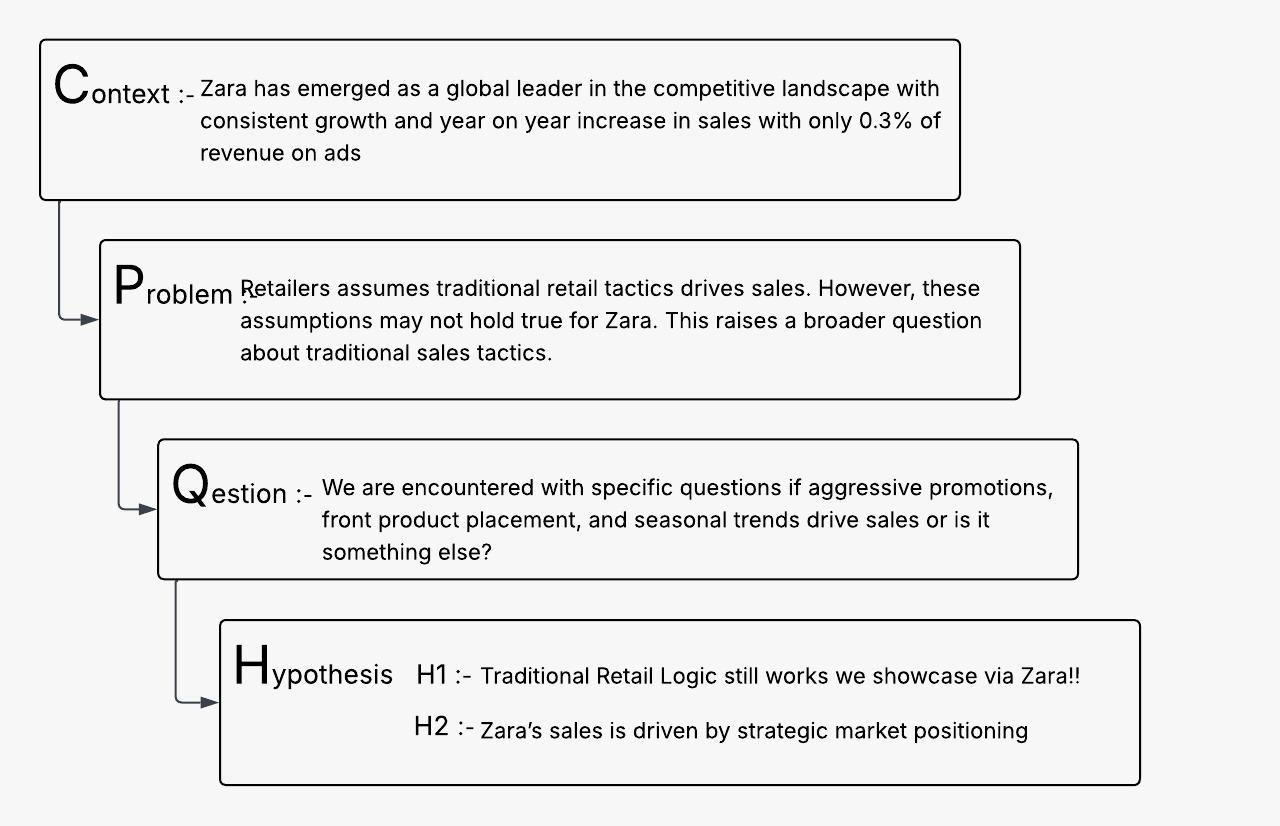 Context :- Zara has emerged as a global leader in the competitive landscape with
consistent growth and year on year increase in sales with only 0.3% of
revenue on ads
Problem :- Retailers assumes traditional retail tactics drives sales. However, these
assumptions may not hold true for Zara. This raises a broader question
about traditional sales tactics.
Qestion :- We are encountered with specific questions if aggressive promotions,
front product placement, and seasonal trends drive sales or is it
something else?
Hypothesis H1 :- Traditional Retail Logic still works we showcase via Zara!!
H2 :- Zara’s sales is driven by strategic market positioning